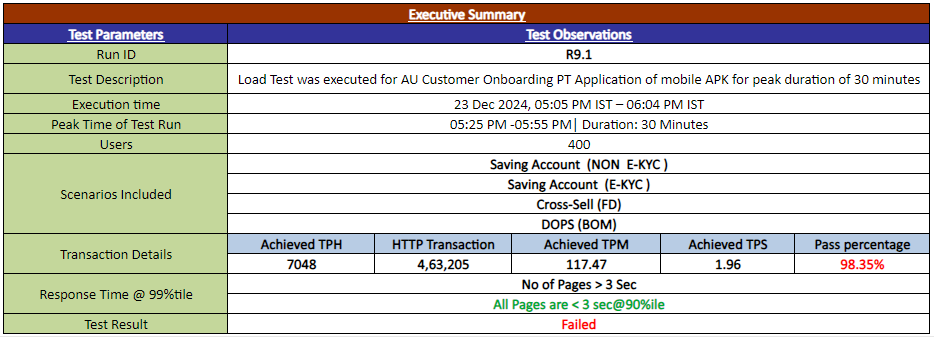 Executive Summary
Test Parameters Test Observations
Run ID R9.1
Test Description Load Test was executed for AU Customer Onboarding PT Application of mobile APK for peak duration of 30 minutes
Execution time 23 Dec 2024, 05:05 PM IST – 06:04 PM IST
Peak Time of Test Run 05:25 PM -05:55 PM| Duration: 30 Minutes
Users 400
Scenarios Included
Saving Account (NON E-KYC )
Saving Account (E-KYC )
Cross-Sell (FD)
DOPS (BOM)
Transaction Details
Achieved TPH HTTP Transaction Achieved TPM Achieved TPS Pass percentage
7048 4,63,205 117.47 1.96 98.35%
Response Time @ 99%tile
No of Pages > 3 Sec
All Pages are < 3 sec@90%ile
Test Result Failed